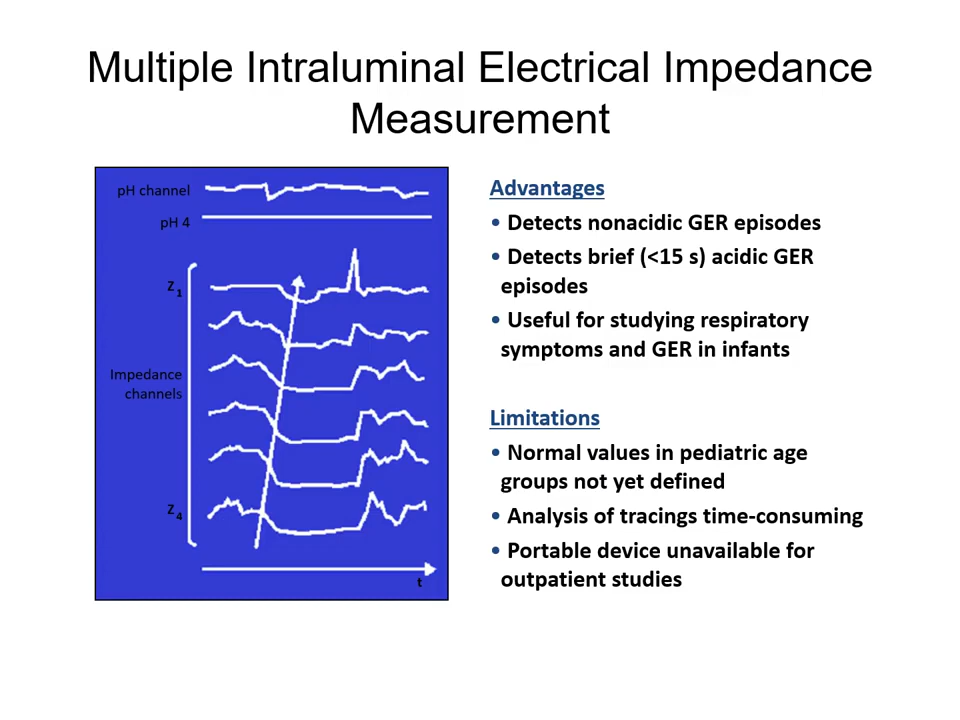 Multiple Intraluminal Electrical Impedance
Measurement
pH channel
pH 4
Z1
Impedance
channels
Z4
t
Advantages
• Detects nonacidic GER episodes
• Detects brief (<15 s) acidic GER
episodes
• Useful for studying respiratory
symptoms and GER in infants
Limitations
• Normal values in pediatric age
groups not yet defined
• Analysis of tracings time-consuming
• Portable device unavailable for
outpatient studies